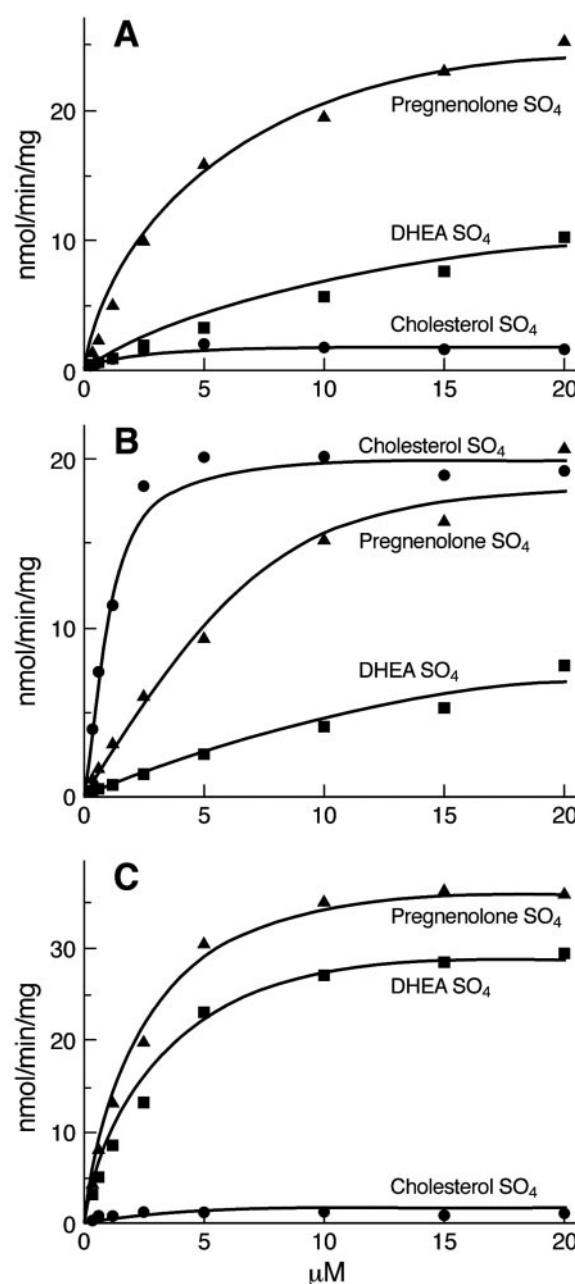 A
20
10
0
nmol/min/mg
Pregnenolone SO₄
DHEA SO₄
Cholesterol SO₄
0 5 10 15 20
B
20
10
0
nmol/min/mg
Cholesterol SO₄
Pregnenolone SO₄
DHEA SO₄
0 5 10 15 20
C
30
20
10
0
nmol/min/mg
Pregnenolone SO₄
DHEA SO₄
Cholesterol SO₄
0 5 10 15 20
μM